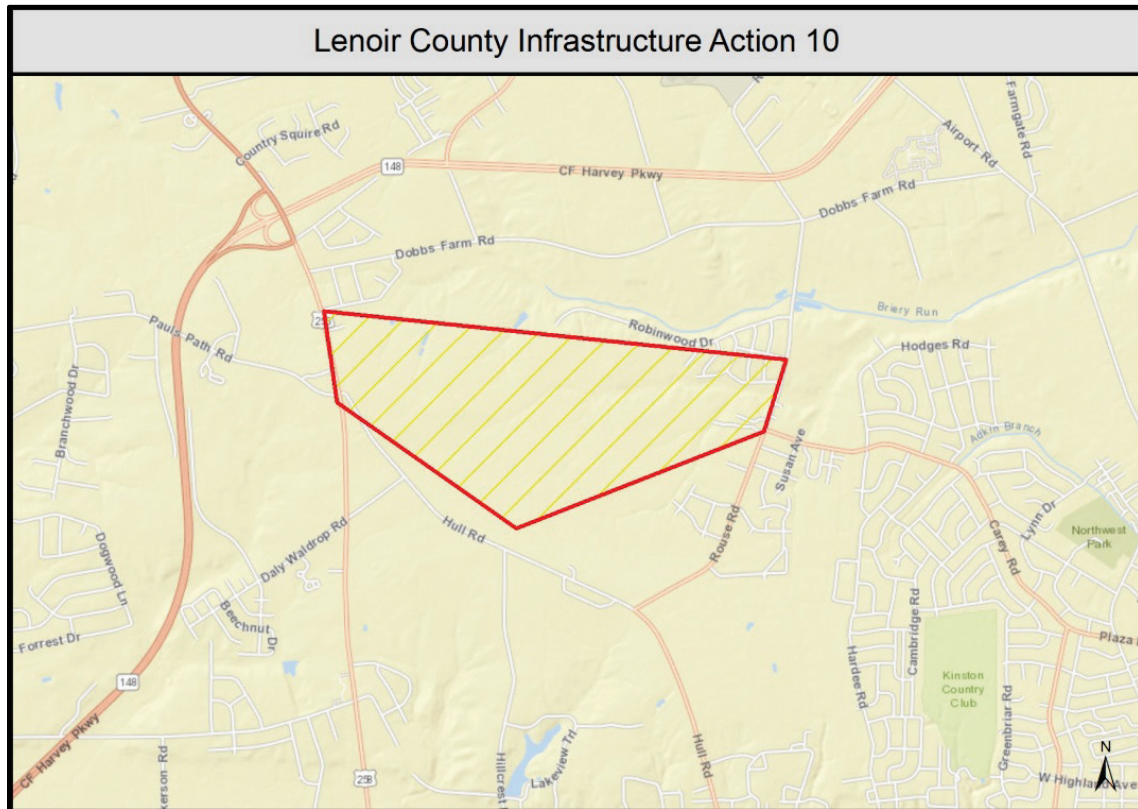 Lenoir County Infrastructure Action 10
Country Squire Rd
148
CF Harvey Pkwy
Airport Rd
Farmgate Rd
Dobbs Farm Rd
Dobbs Farm Rd
Briery Run
Pauls Path Rd
Robinwood Dr
Hodges Rd
Branchwood Dr
Adkin Branch
Susan Ave
Lynn Dr
Northwest
Park
Hull Rd
Rouse Rd
Carey Rd
Daly Waldrop Rd
Dogwood Ln
Beechnut Dr
Forrest Dr
Cambridge Rd
Hardee Rd
Plaza
Kinston
Country
Club
Greenbriar Rd
148
CF Harvey Pkwy
258
Lakeview Trl
Hull Rd
N
W Highland Ave